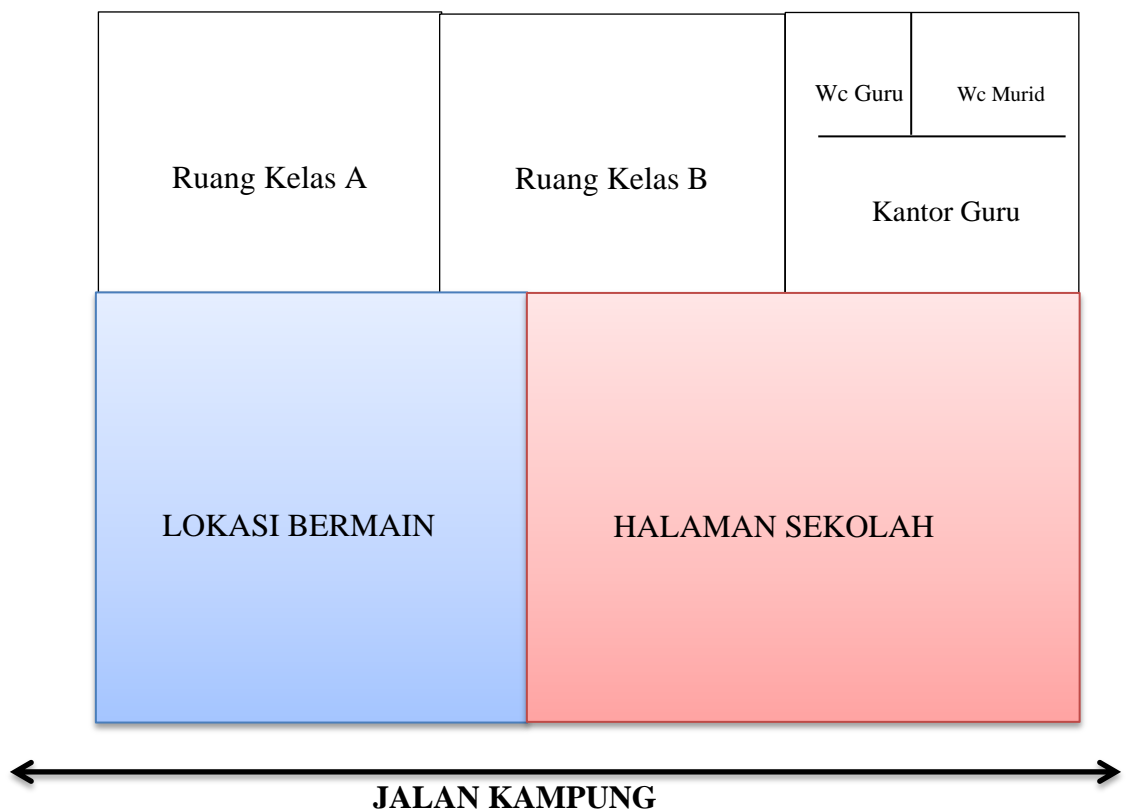 Wc Guru
Wc Murid
Ruang Kelas A
Ruang Kelas B
Kantor Guru
LOKASI BERMAIN
HALAMAN SEKOLAH
JALAN KAMPUNG